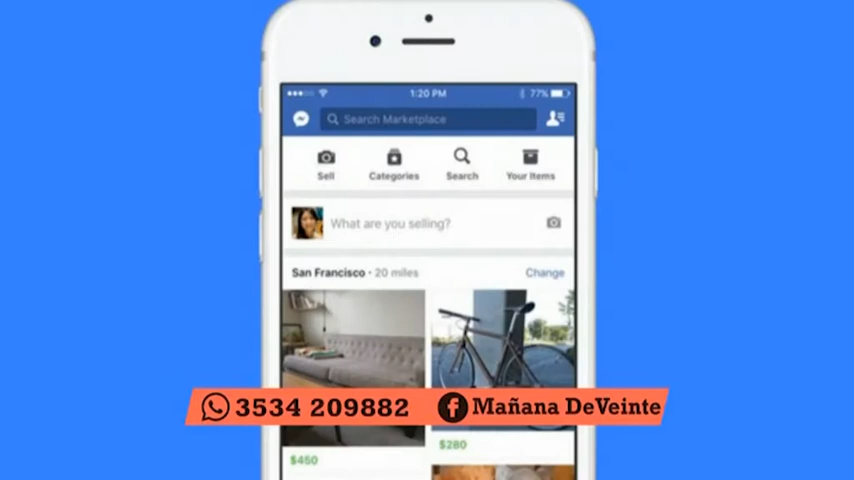 1:20 PM 77%
Search Marketplace
Sell Categories Search Your Items
What are you selling?
San Francisco · 20 miles Change
3534 209882 Mañana DeVeinte
$280
$450